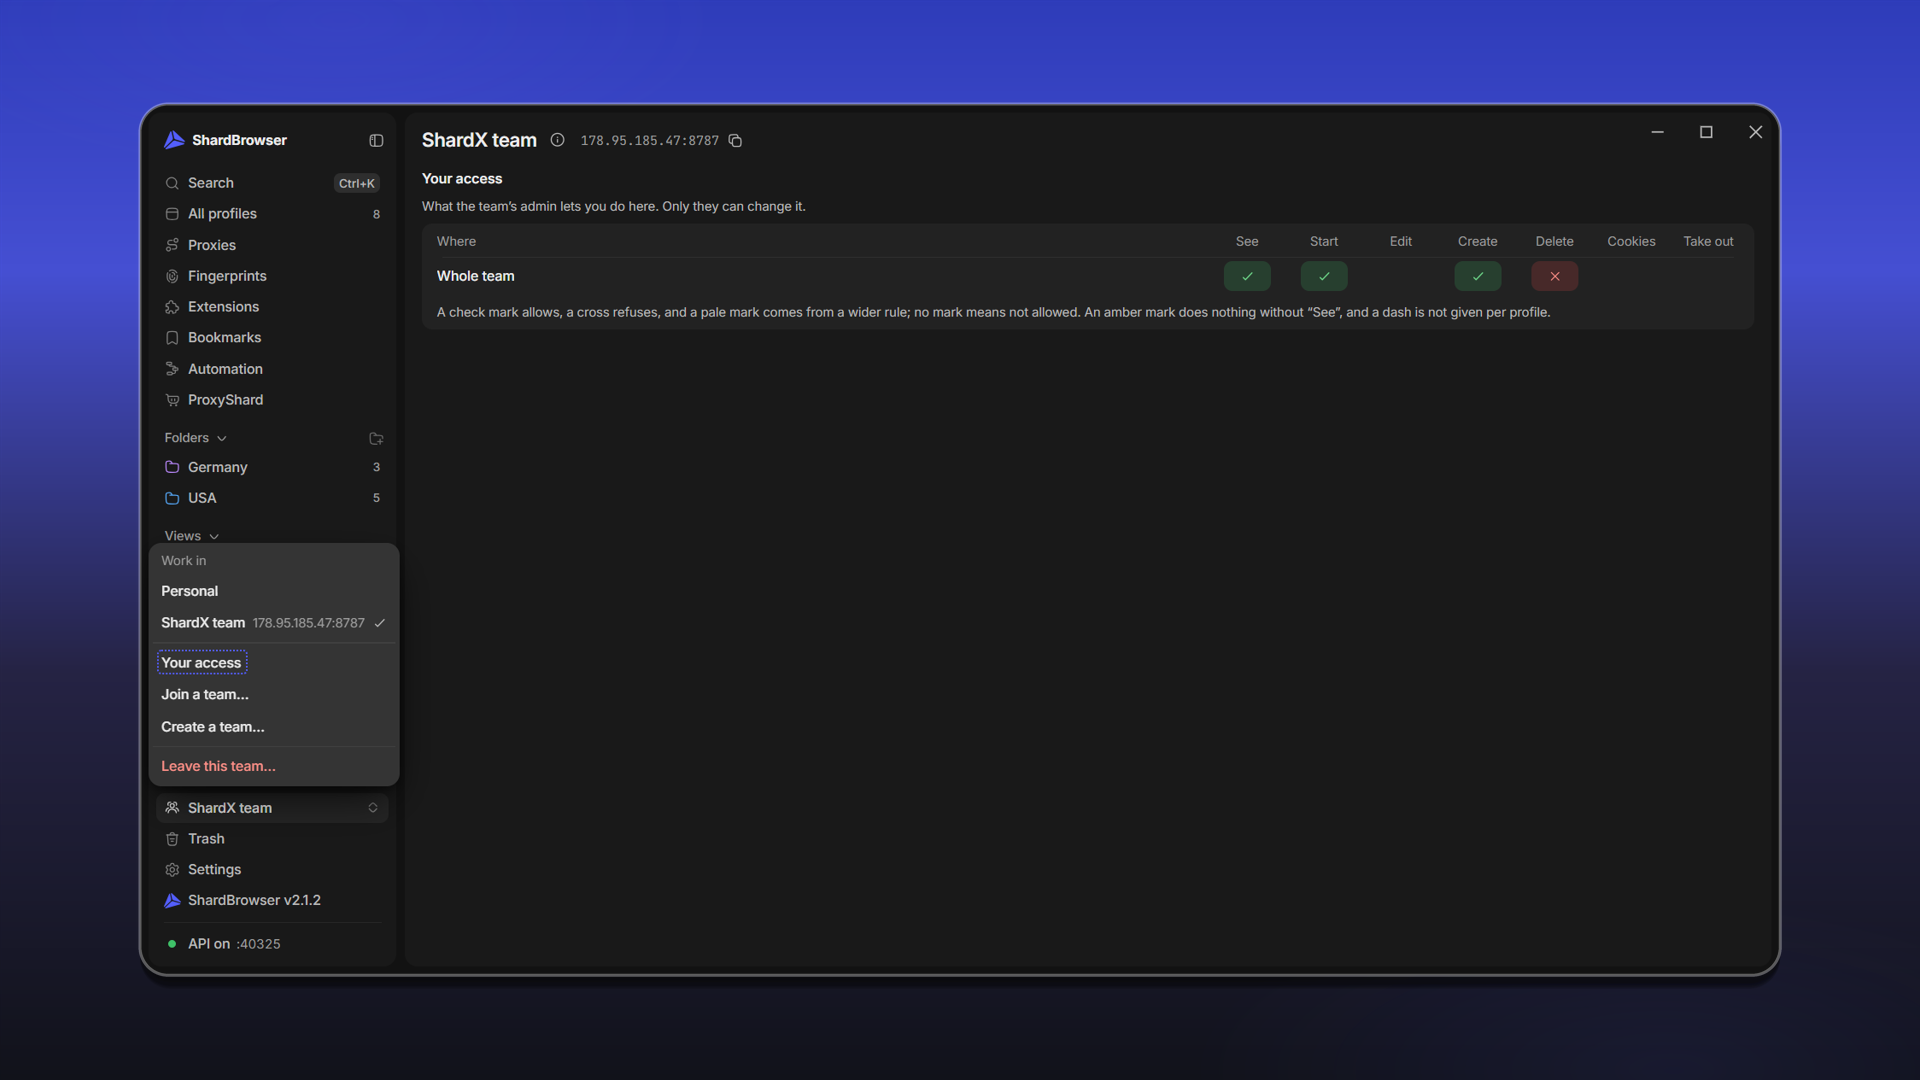 ShardBrowser
Search Ctrl+K
All profiles 8
Proxies
Fingerprints
Extensions
Bookmarks
Automation
ProxyShard
Folders
Germany 3
USA 5
Views
Work in
Personal
ShardX team 178.95.185.47:8787
Your access
Join a team...
Create a team...
Leave this team...
ShardX team
Trash
Settings
ShardBrowser v2.1.2
API on :40325
ShardX team 178.95.185.47:8787
Your access
What the team's admin lets you do here. Only they can change it.
Where See Start Edit Create Delete Cookies Take out
Whole team
A check mark allows, a cross refuses, and a pale mark comes from a wider rule; no mark means not allowed. An amber mark does nothing without “See”, and a dash is not given per profile.